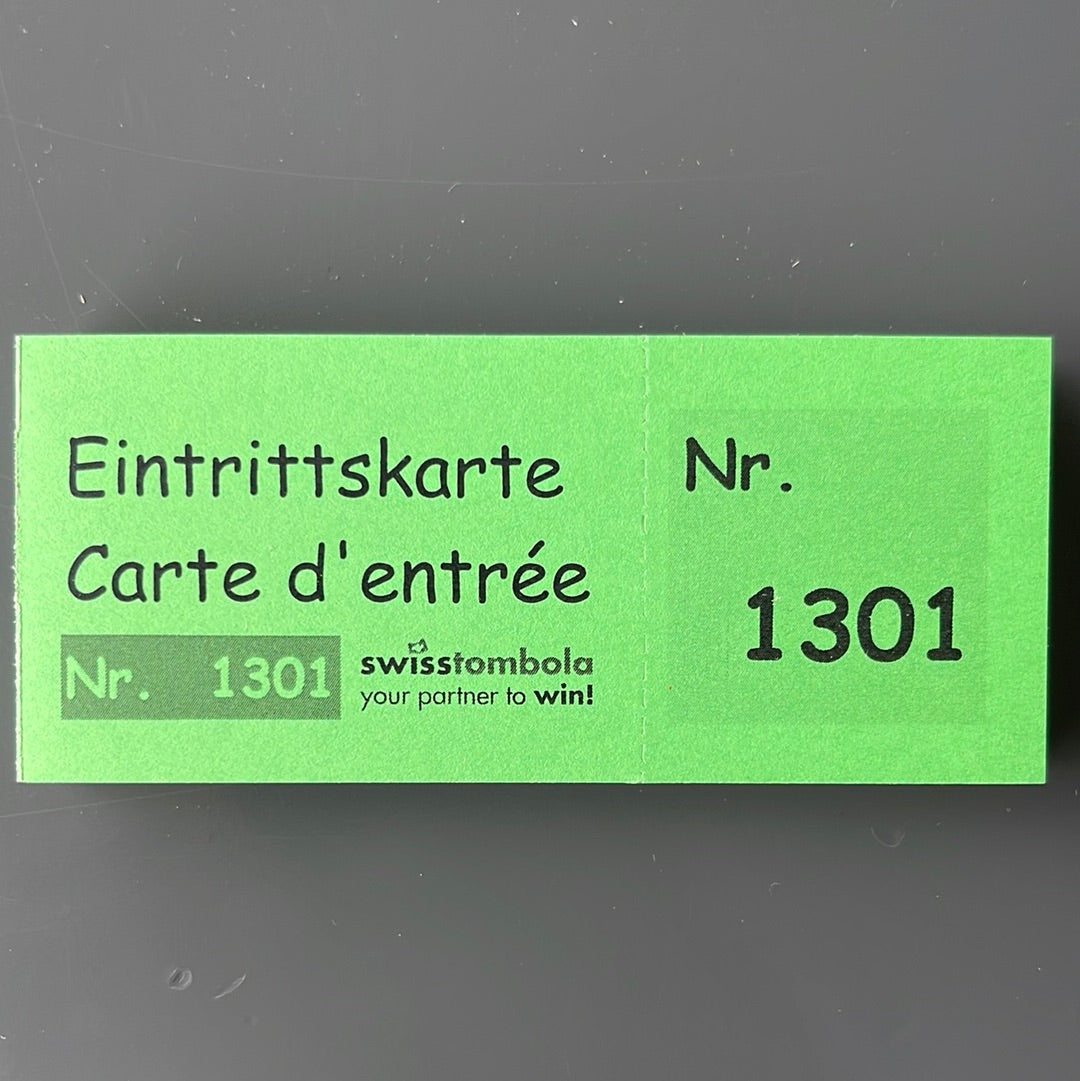 Eintrittskarte
Carte d'entrée
Nr. 1301
swisstombola
your partner to win!
Nr.
1301